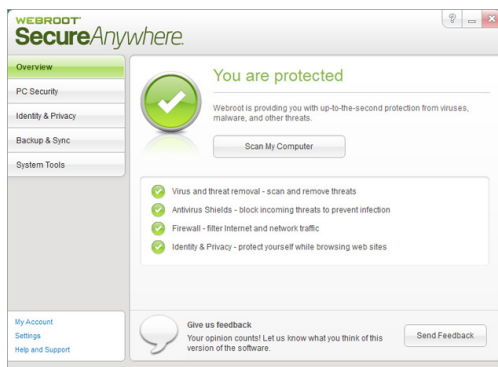 WEBROOT
SecureAnywhere.
Overview
PC Security
Identity & Privacy
Backup & Sync
System Tools
You are protected
Webroot is providing you with up-to-the-second protection from viruses,
malware, and other threats.
Scan My Computer
Virus and threat removal - scan and remove threats
Antivirus Shields - block incoming threats to prevent infection
Firewall - filter Internet and network traffic
Identity & Privacy - protect yourself while browsing web sites
My Account
Settings
Help and Support
Give us feedback
Your opinion counts! Let us know what you think of this
version of the software.
Send Feedback